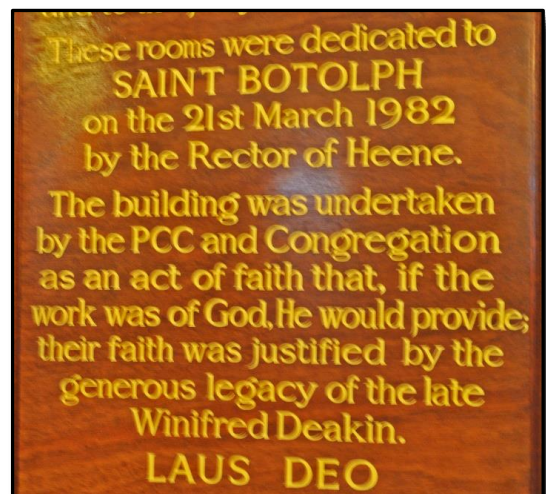 These rooms were dedicated to
SAINT BOTOLPH
on the 21st March 1982
by the Rector of Heene.
The building was undertaken
by the PCC and Congregation
as an act of faith that, if the
work was of God, He would provide;
their faith was justified by the
generous legacy of the late
Winifred Deakin.
LAUS DEO